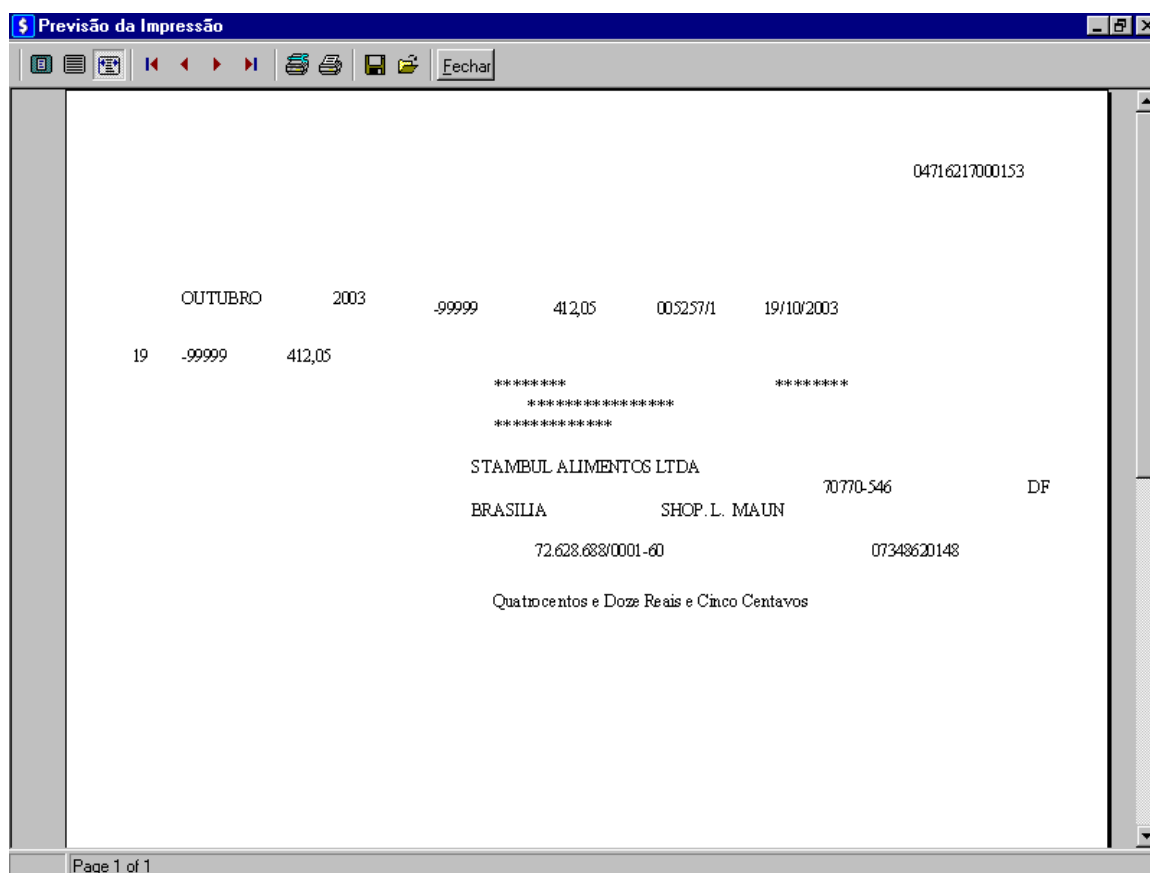 Previsão da Impressão
Fechar
04716217000153
OUTUBRO 2003
-99999 412,05 005257/1 19/10/2003
19 -99999 412,05
******** ********
****************
*************
STAMBUL ALIMENTOS LTDA
70770-546 DF
BRASILIA SHOP. L. MAUN
72.628.688/0001-60 07348620148
Quatrocentos e Doze Reais e Cinco Centavos
Page 1 of 1